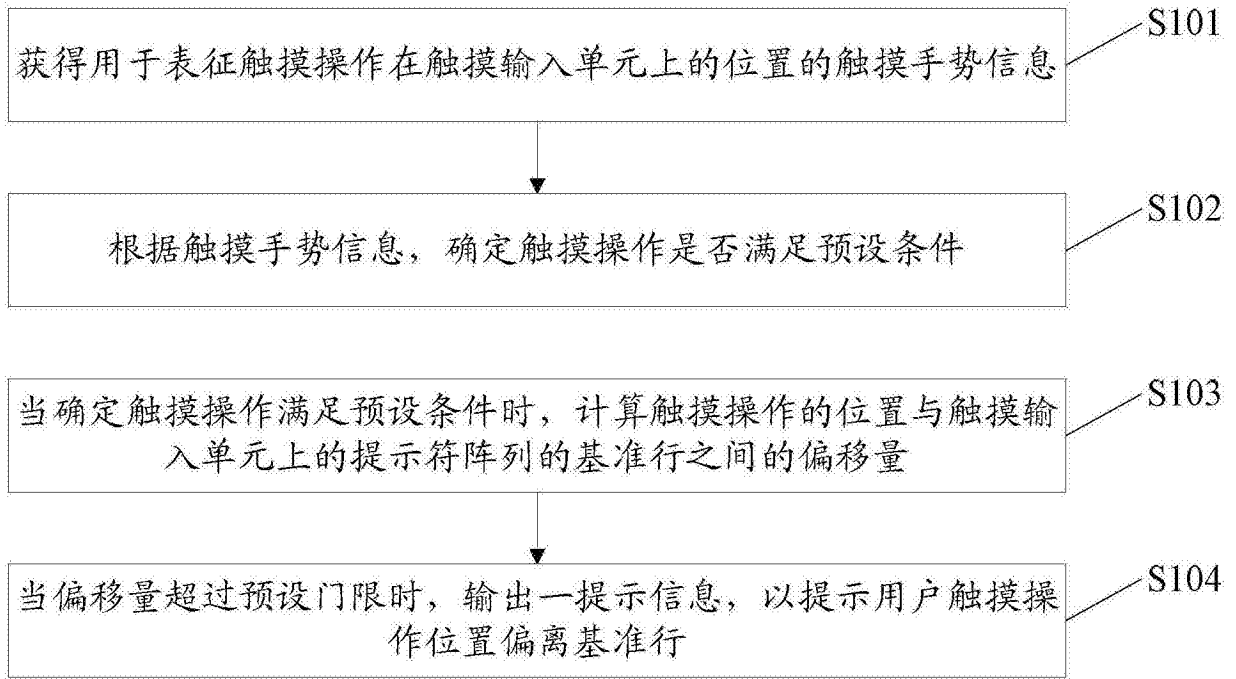 获得用于表征触摸操作在触摸输入单元上的位置的触摸手势信息
S101
根据触摸手势信息，确定触摸操作是否满足预设条件
S102
当确定触摸操作满足预设条件时，计算触摸操作的位置与触摸输
入单元上的提示符阵列的基准行之间的偏移量
S103
当偏移量超过预设门限时，输出一提示信息，以提示用户触摸操
作位置偏离基准行
S104